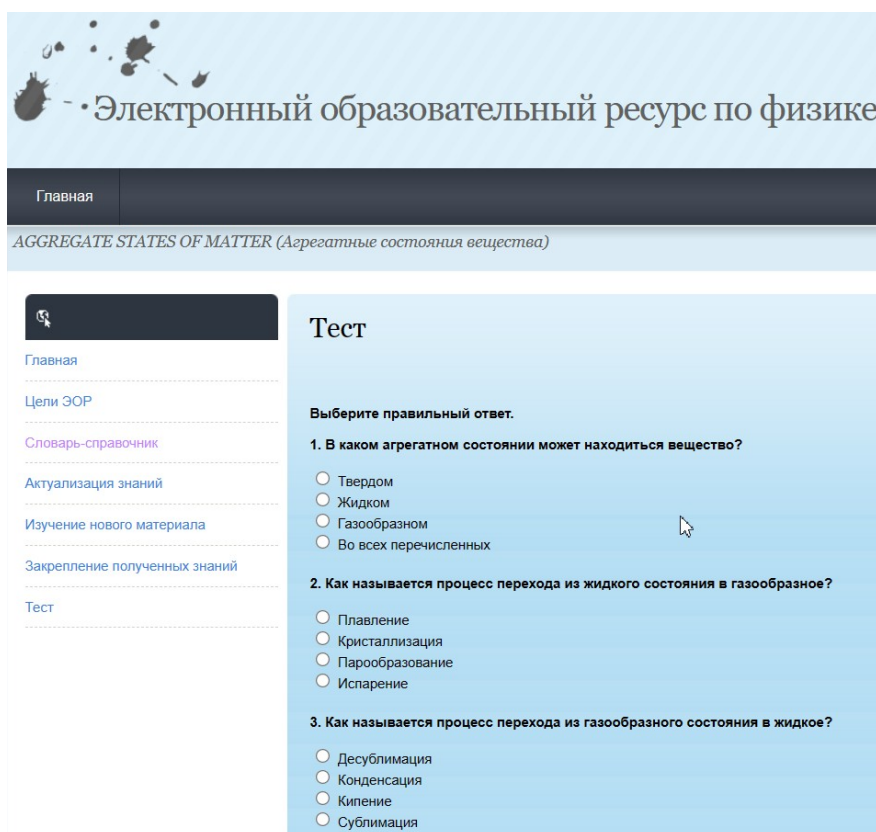 Электронный образовательный ресурс по физике
Главная
AGGREGATE STATES OF MATTER (Агрегатные состояния вещества)
Главная
Цели ЭОР
Словарь-справочник
Актуализация знаний
Изучение нового материала
Закрепление полученных знаний
Тест
Тест
Выберите правильный ответ.
1. В каком агрегатном состоянии может находиться вещество?
Твердом
Жидком
Газообразном
Во всех перечисленных
2. Как называется процесс перехода из жидкого состояния в газообразное?
Плавление
Кристаллизация
Парообразование
Испарение
3. Как называется процесс перехода из газообразного состояния в жидкое?
Десублимация
Конденсация
Кипение
Сублимация